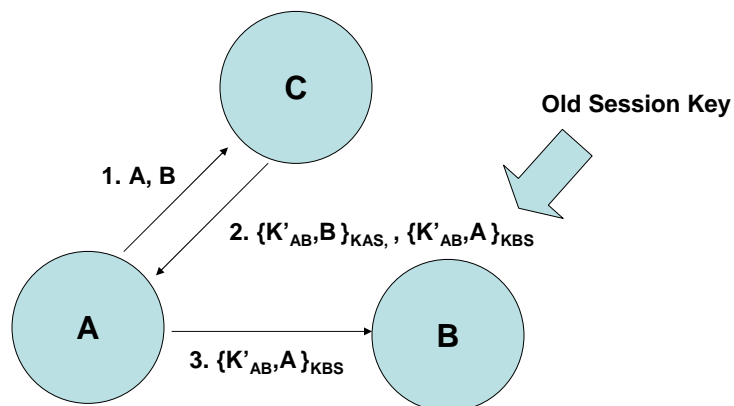 C
Old Session Key
1. A, B
2. {K’AB,B}KAS, , {K’AB,A}KBS
A
B
3. {K’AB,A}KBS